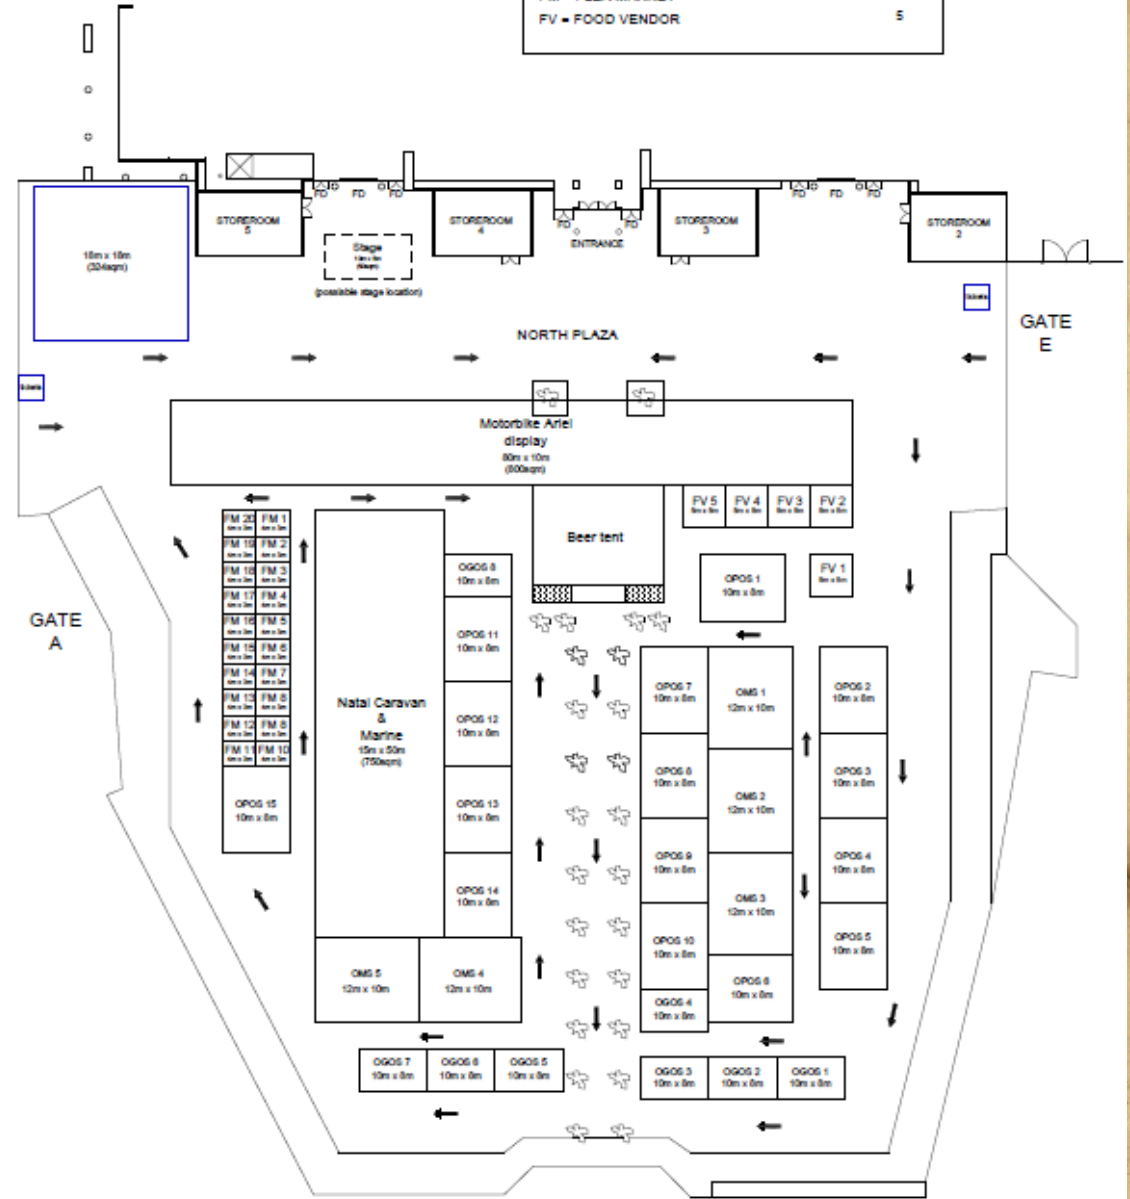 FV = FOOD VENDOR 5
FD FD FD
FD FD FD
STOREROOM
5
STOREROOM
4
FD FD
ENTRANCE
STOREROOM
3
STOREROOM
2
18m x 18m
(324sqm)
Stage
(possiable stage location)
NORTH PLAZA
GATE
E
Motorbike Ariel
display
80m x 10m
(800sqm)
FV 5 FV 4 FV 3 FV 2
Beer tent
FV 1
OPOS 1
10m x 8m
GATE
A
FM 20 FM 1
FM 19 FM 2
FM 18 FM 3
FM 17 FM 4
FM 16 FM 5
FM 15 FM 6
FM 14 FM 7
FM 13 FM 8
FM 12 FM 8
FM 11 FM 10
OPOS 15
10m x 8m
Natal Caravan
&
Marine
15m x 50m
(750sqm)
OGOS 8
10m x 8m
OPOS 11
10m x 8m
OPOS 12
10m x 8m
OPOS 13
10m x 8m
OPOS 14
10m x 8m
OMS 5
12m x 10m
OMS 4
12m x 10m
OPOS 7
10m x 8m
OPOS 8
10m x 8m
OPOS 9
10m x 8m
OPOS 10
10m x 8m
OGOS 4
10m x 8m
OMS 1
12m x 10m
OMS 2
12m x 10m
OMS 3
12m x 10m
OPOS 6
10m x 8m
OPOS 2
10m x 8m
OPOS 3
10m x 8m
OPOS 4
10m x 8m
OPOS 5
10m x 8m
OGOS 7
10m x 8m
OGOS 6
10m x 8m
OGOS 5
10m x 8m
OGOS 3
10m x 8m
OGOS 2
10m x 8m
OGOS 1
10m x 8m